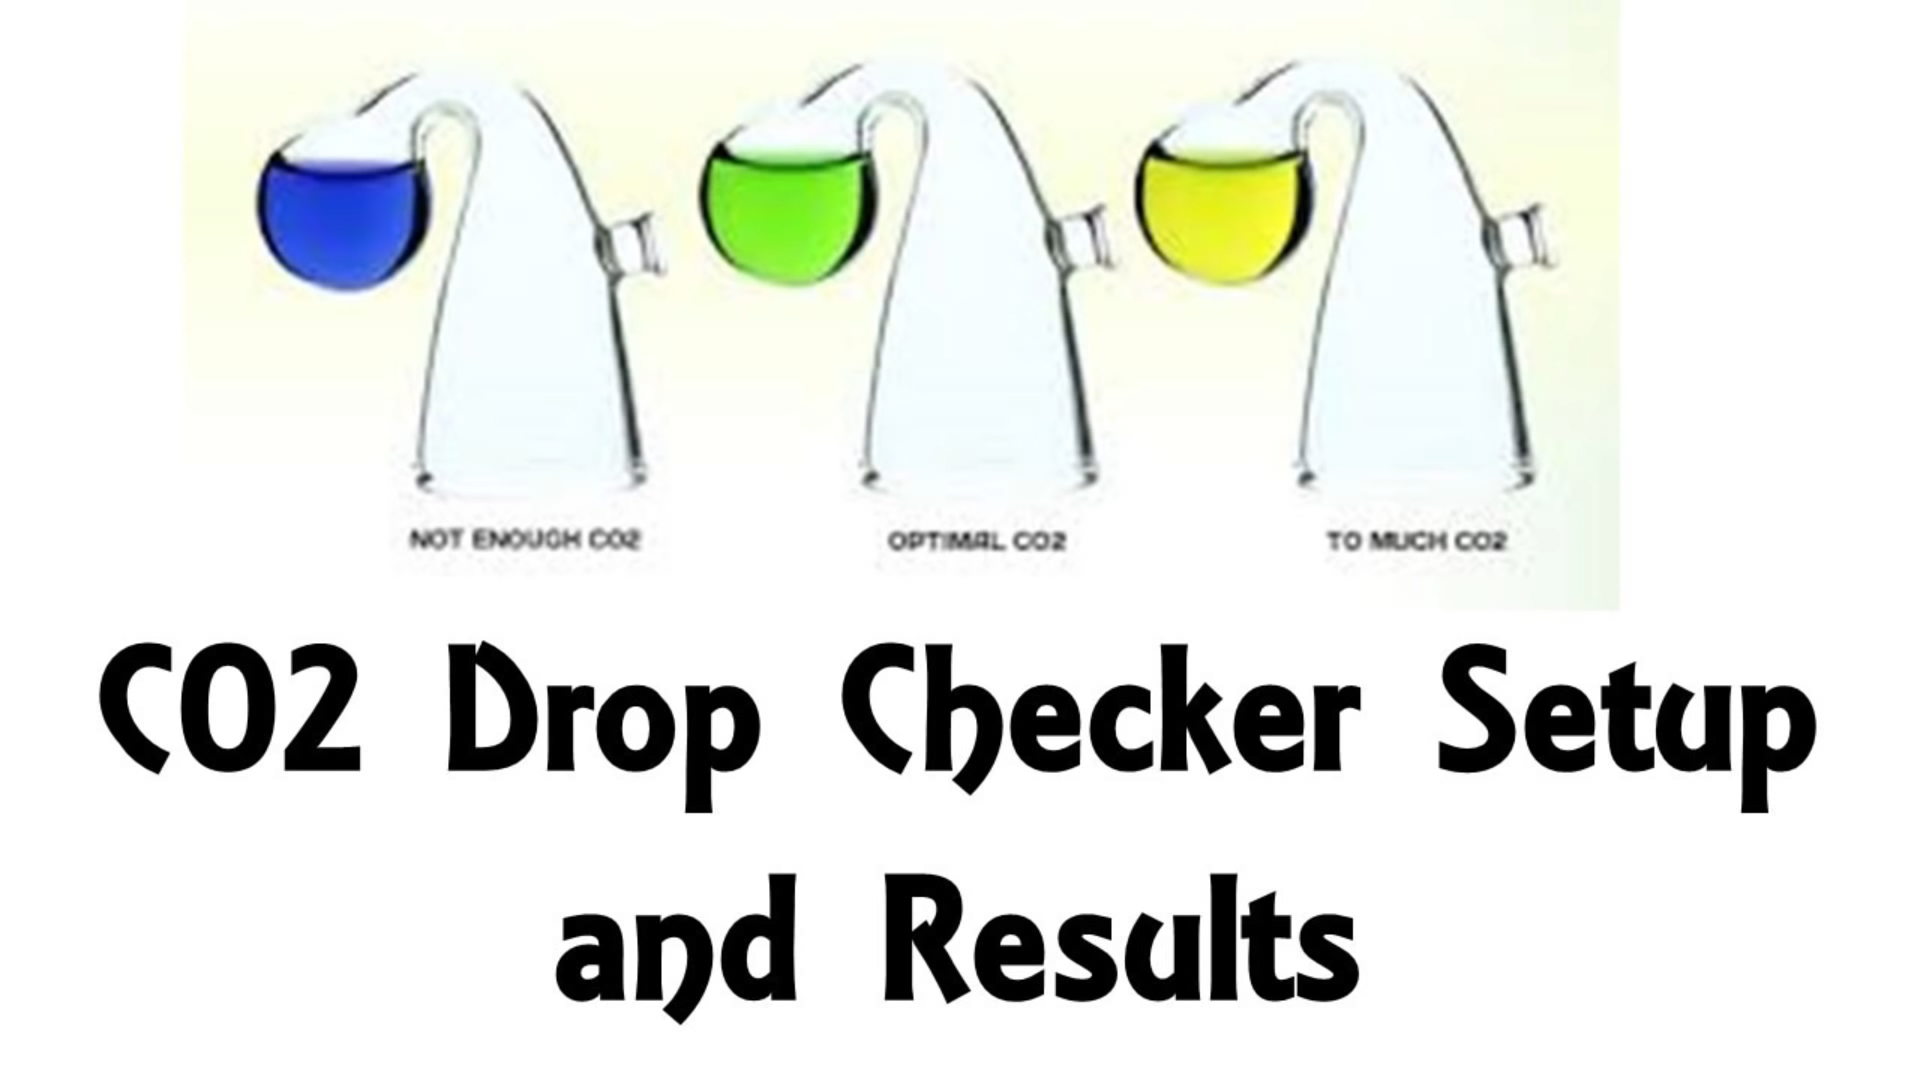 NOT ENOUGH CO2 OPTIMAL CO2 TO MUCH CO2
CO2 Drop Checker Setup
and Results